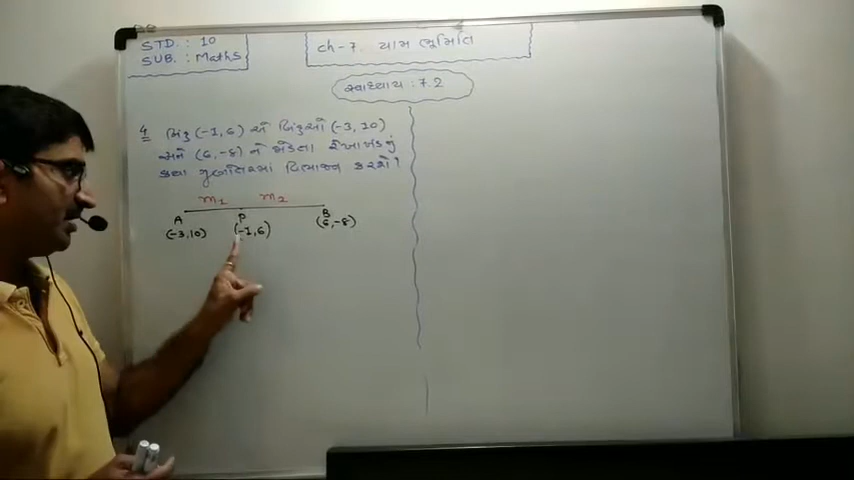 STD. : 10
SUB. : Maths
ch-7. યામ ભૂમિતિ
સ્વાધ્યાય : 7.2
4 બિંદુ (-1, 6) એ બિંદુઓ (-3, 10)
અને (6, -8) ને જોડતા રેખાખંડનું
કયા ગુણોત્તરમાં વિભાજન કરશે?
m₁ m₂
A P B
(-3, 10) (-1, 6) (6, -8)